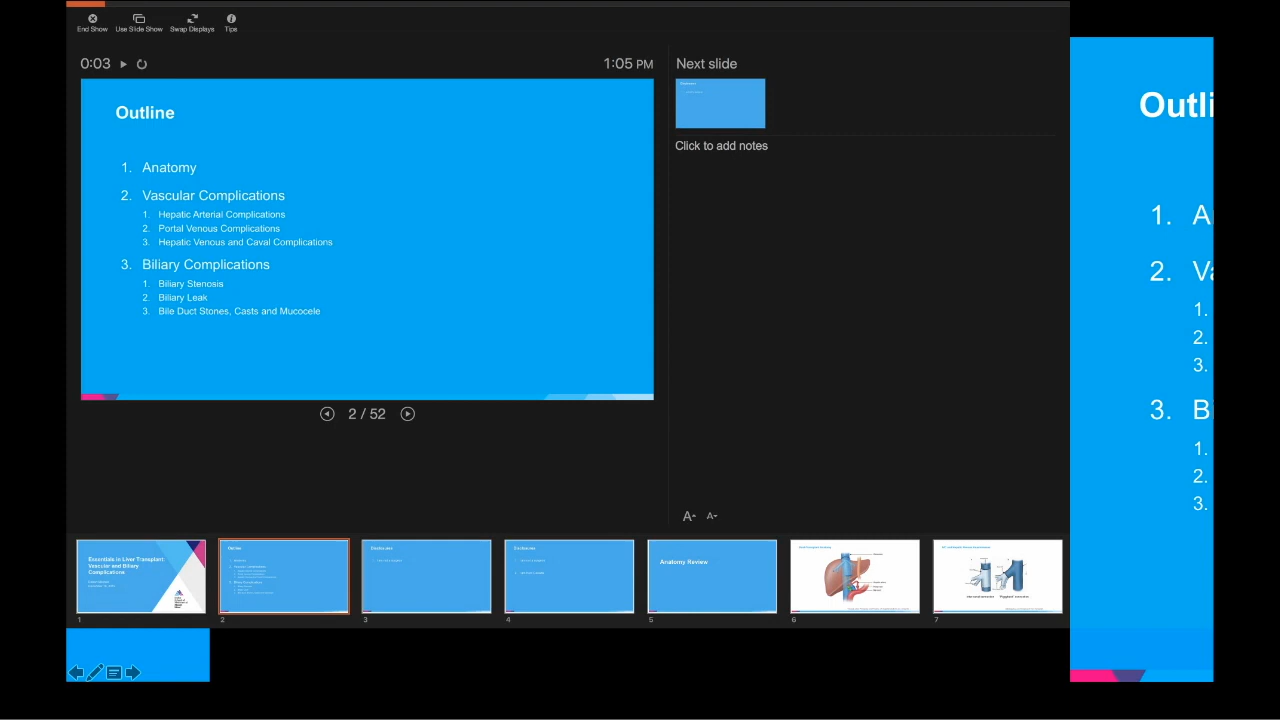 End Show
Use Slide Show
Swap Displays
Tips
0:03
1:05 PM
Next slide
Outline
1. Anatomy
2. Vascular Complications
1. Hepatic Arterial Complications
2. Portal Venous Complications
3. Hepatic Venous and Caval Complications
3. Biliary Complications
1. Biliary Stenosis
2. Biliary Leak
3. Bile Duct Stones, Casts and Mucocele
2 / 52
Click to add notes
A
A
Outli
1. A
2. Va
1.
2.
3.
3. B
1.
2.
3.
Essentials in Liver Transplant:
Vascular and Biliary
Complications
Outline
Disclosures
Anatomy Review
1
2
3
4
5
6
7